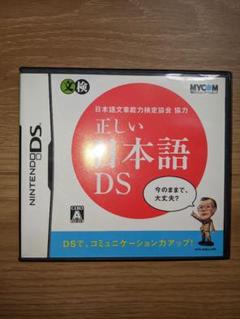 NINTENDO DS
文検
MYCOM
日本語文章能力検定協会 協力
正しい
日本語
DS
今のままで、
大丈夫?
A
DSで、コミュニケーション力アップ!